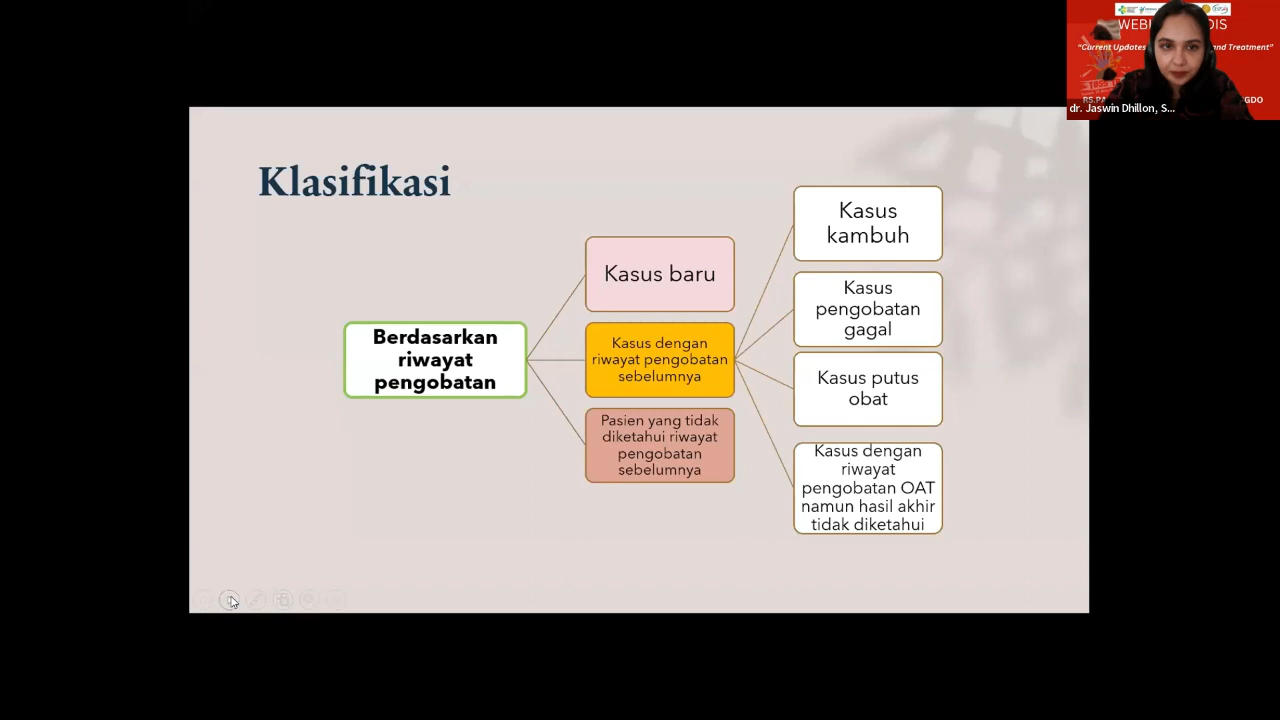 WEBI
DIS
"Current Updates
and Treatment"
GDO
dr. Jaswin Dhillon, S...
Klasifikasi
Berdasarkan
riwayat
pengobatan
Kasus baru
Kasus dengan
riwayat pengobatan
sebelumnya
Pasien yang tidak
diketahui riwayat
pengobatan
sebelumnya
Kasus
kambuh
Kasus
pengobatan
gagal
Kasus putus
obat
Kasus dengan
riwayat
pengobatan OAT
namun hasil akhir
tidak diketahui